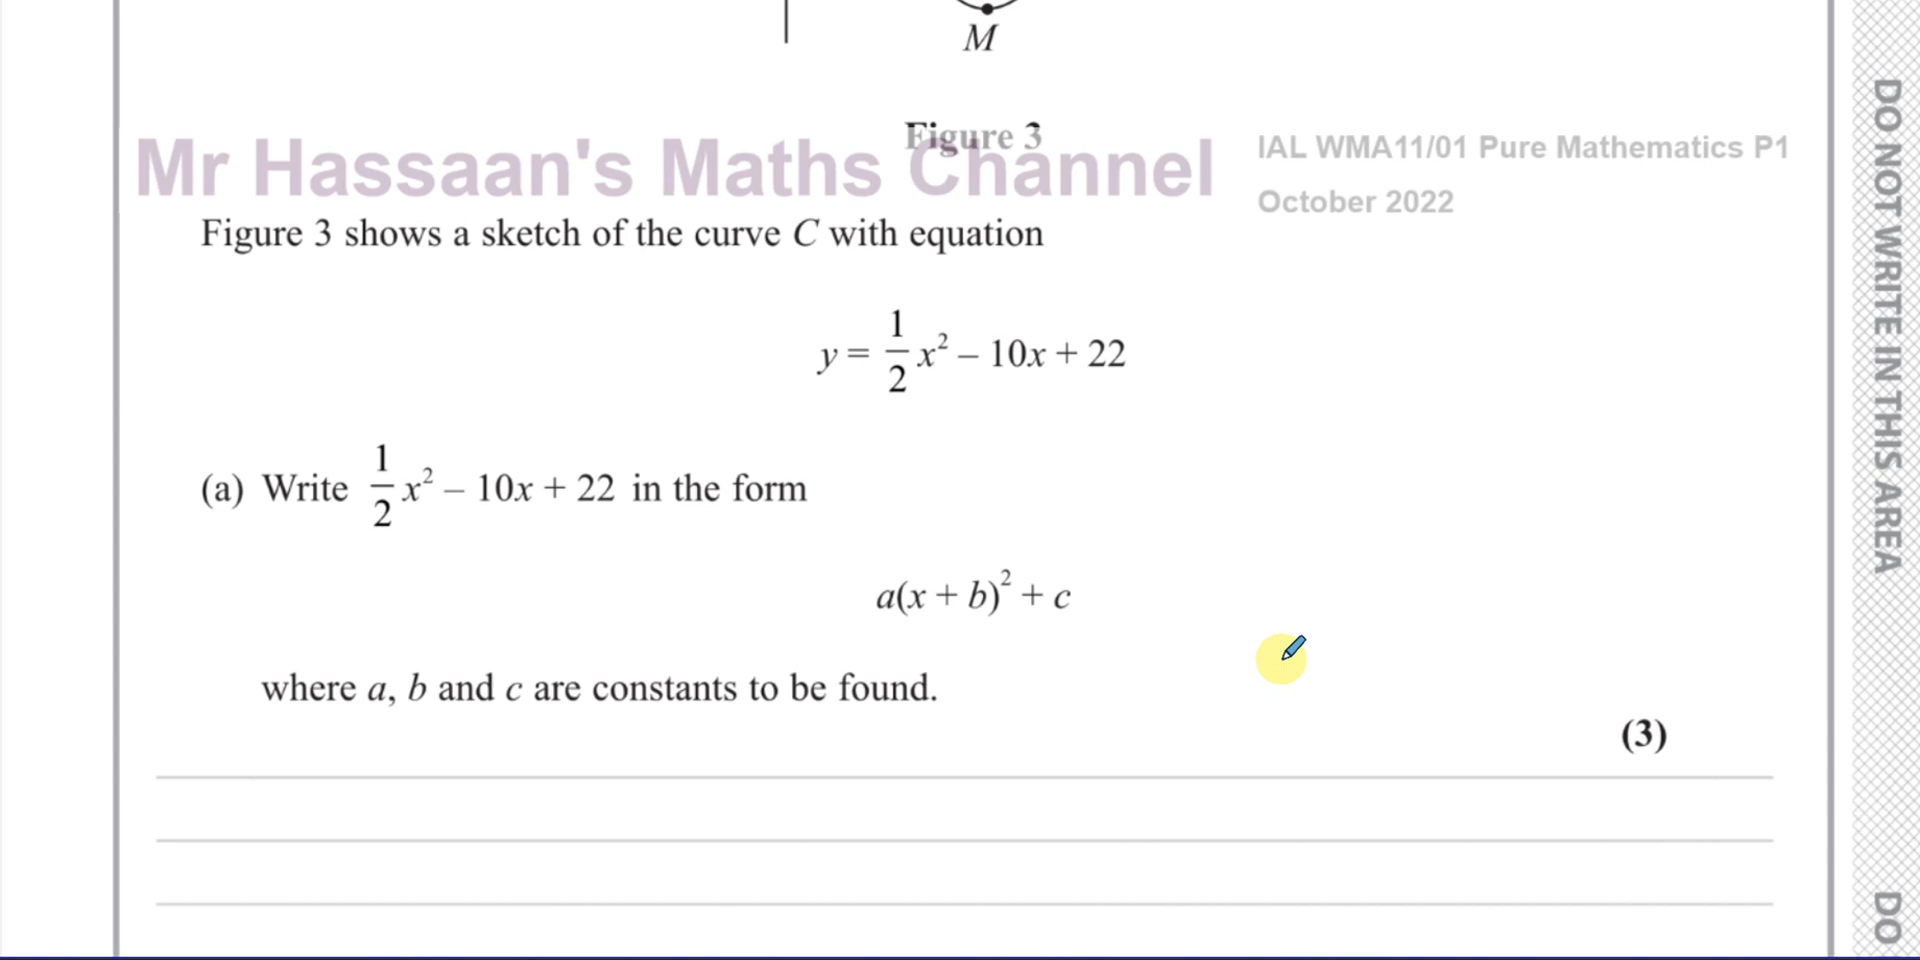 M
Figure 3
Mr Hassaan's Maths Channel
IAL WMA11/01 Pure Mathematics P1
October 2022
Figure 3 shows a sketch of the curve C with equation
y = 1/2 x² – 10x + 22
(a) Write 1/2 x² – 10x + 22 in the form
a(x + b)² + c
where a, b and c are constants to be found.
(3)
DO NOT WRITE IN THIS AREA
DO